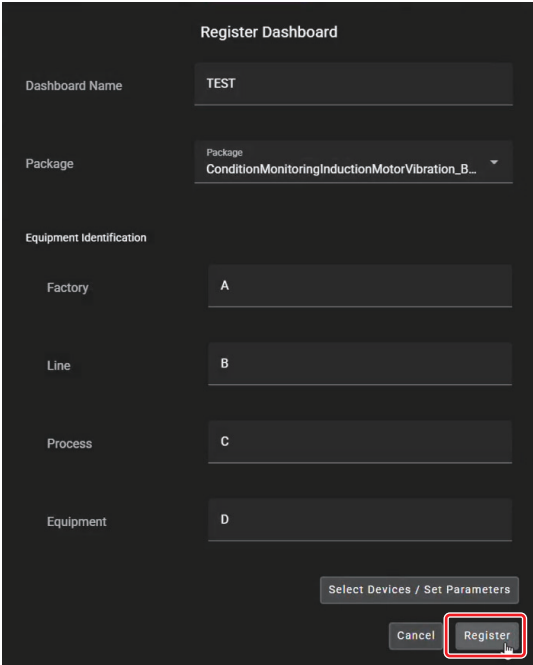 Register Dashboard
Dashboard Name
TEST
Package
Package
ConditionMonitoringInductionMotorVibration_B...
Equipment Identification
Factory
A
Line
B
Process
C
Equipment
D
Select Devices / Set Parameters
Cancel
Register